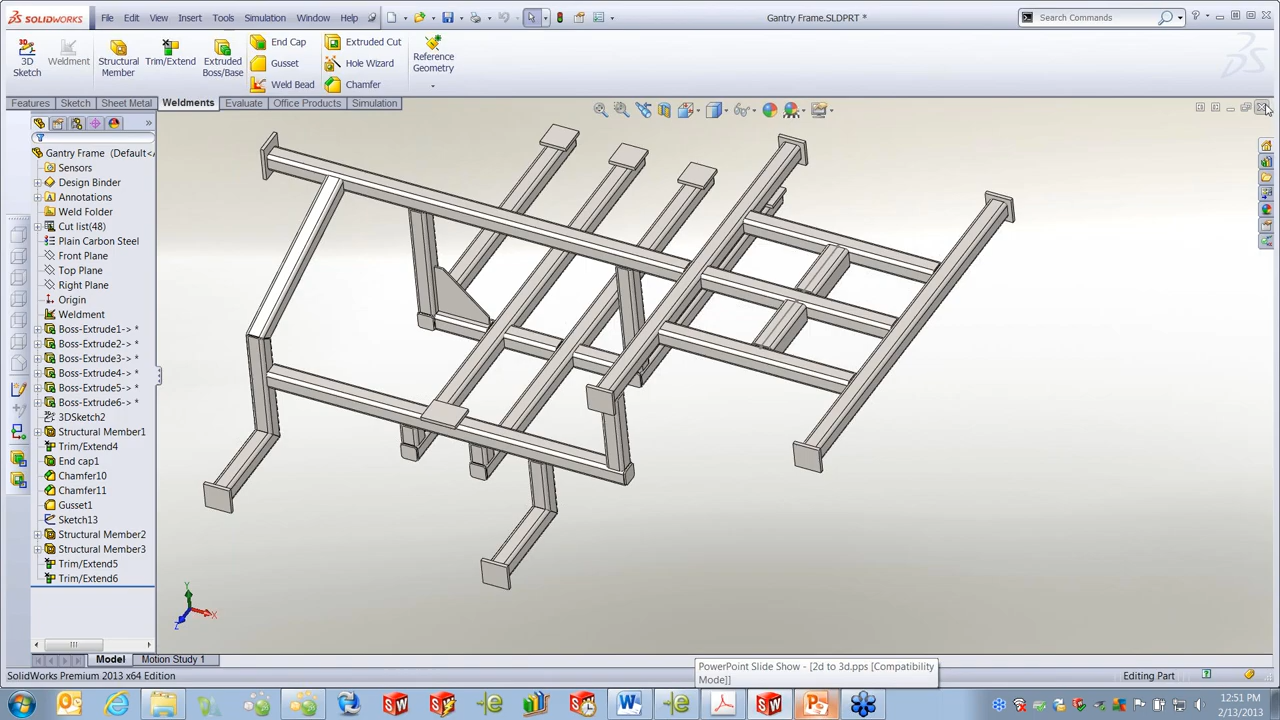 SOLIDWORKS File Edit View Insert Tools Simulation Window Help Gantry Frame.SLDPRT * Search Commands
3D Sketch
Weldment
Structural Member
Trim/Extend
Extruded Boss/Base
End Cap
Gusset
Weld Bead
Extruded Cut
Hole Wizard
Chamfer
Reference Geometry
Features Sketch Sheet Metal Weldments Evaluate Office Products Simulation
Gantry Frame (Default<
Sensors
Design Binder
Annotations
Weld Folder
Cut list(48)
Plain Carbon Steel
Front Plane
Top Plane
Right Plane
Origin
Weldment
Boss-Extrude1-> *
Boss-Extrude2-> *
Boss-Extrude3-> *
Boss-Extrude4-> *
Boss-Extrude5-> *
Boss-Extrude6-> *
3DSketch2
Structural Member1
Trim/Extend4
End cap1
Chamfer10
Chamfer11
Gusset1
Sketch13
Structural Member2
Structural Member3
Trim/Extend5
Trim/Extend6
Y
X
Z
Model Motion Study 1
PowerPoint Slide Show - [2d to 3d.pps [Compatibility
Mode]]
SolidWorks Premium 2013 x64 Edition Editing Part
12:51 PM
2/13/2013